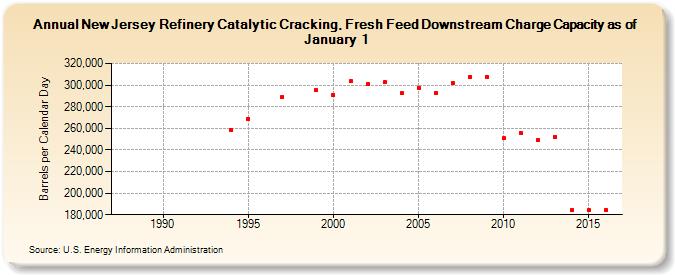 Annual New Jersey Refinery Catalytic Cracking, Fresh Feed Downstream Charge Capacity as of
January 1
Barrels per Calendar Day
320,000
300,000
280,000
260,000
240,000
220,000
200,000
180,000
1990 1995 2000 2005 2010 2015
Source: U.S. Energy Information Administration